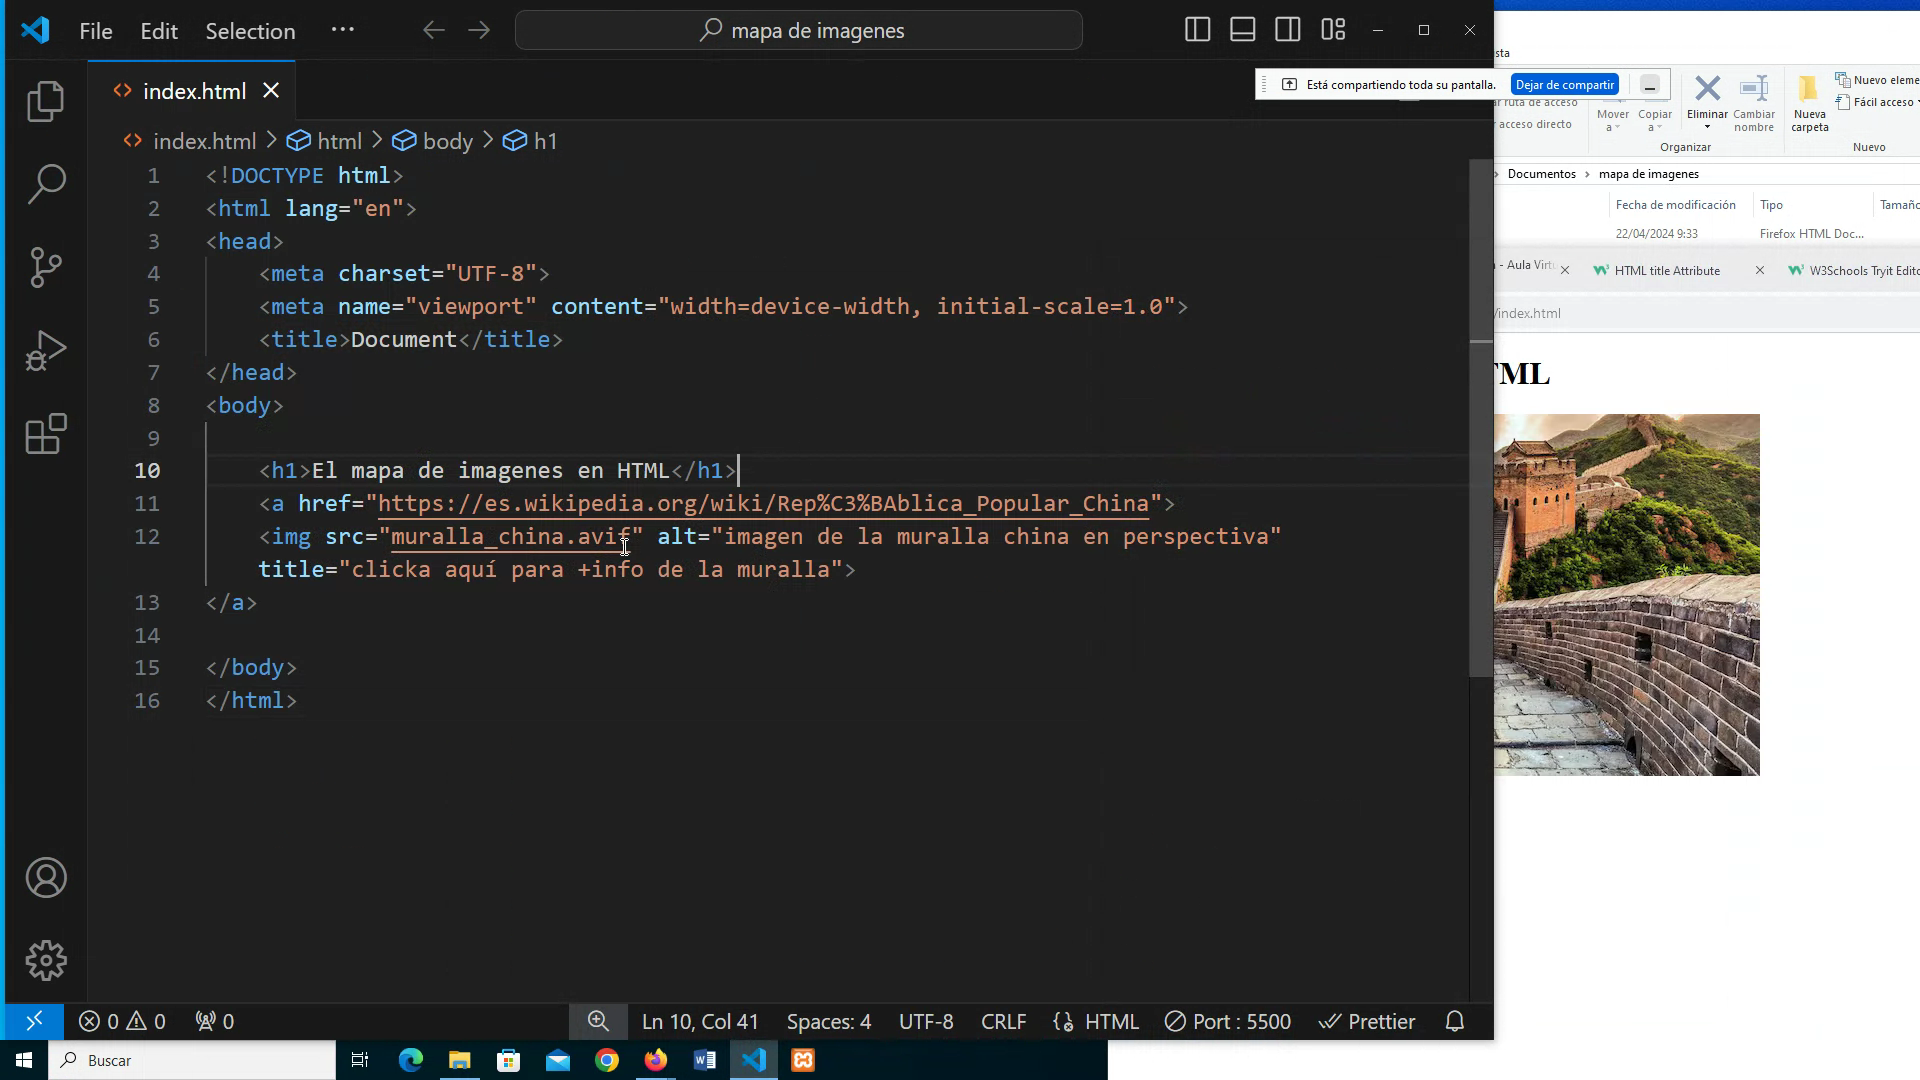 File Edit Selection ··· mapa de imagenes
index.html
index.html > html > body > h1
1 <!DOCTYPE html>
2 <html lang="en">
3 <head>
4 <meta charset="UTF-8">
5 <meta name="viewport" content="width=device-width, initial-scale=1.0">
6 <title>Document</title>
7 </head>
8 <body>
9
10 <h1>El mapa de imagenes en HTML</h1>
11 <a href="https://es.wikipedia.org/wiki/Rep%C3%BAblica_Popular_China">
12 <img src="muralla_china.avif" alt="imagen de la muralla china en perspectiva"
title="clicka aquí para +info de la muralla">
13 </a>
14
15 </body>
16 </html>
0 0 0 Ln 10, Col 41 Spaces: 4 UTF-8 CRLF HTML Port : 5500 Prettier
Buscar
Está compartiendo toda su pantalla. Dejar de compartir
sta
ar ruta de acceso
acceso directo
Mover a
Copiar a
Eliminar
Cambiar nombre
Organizar
Nueva carpeta
Nuevo eleme
Fácil acceso
Nuevo
Documentos > mapa de imagenes
Fecha de modificación Tipo Tamaño
22/04/2024 9:33 Firefox HTML Doc...
- Aula Virtu HTML title Attribute W3Schools Tryit Edito
/index.html
TML